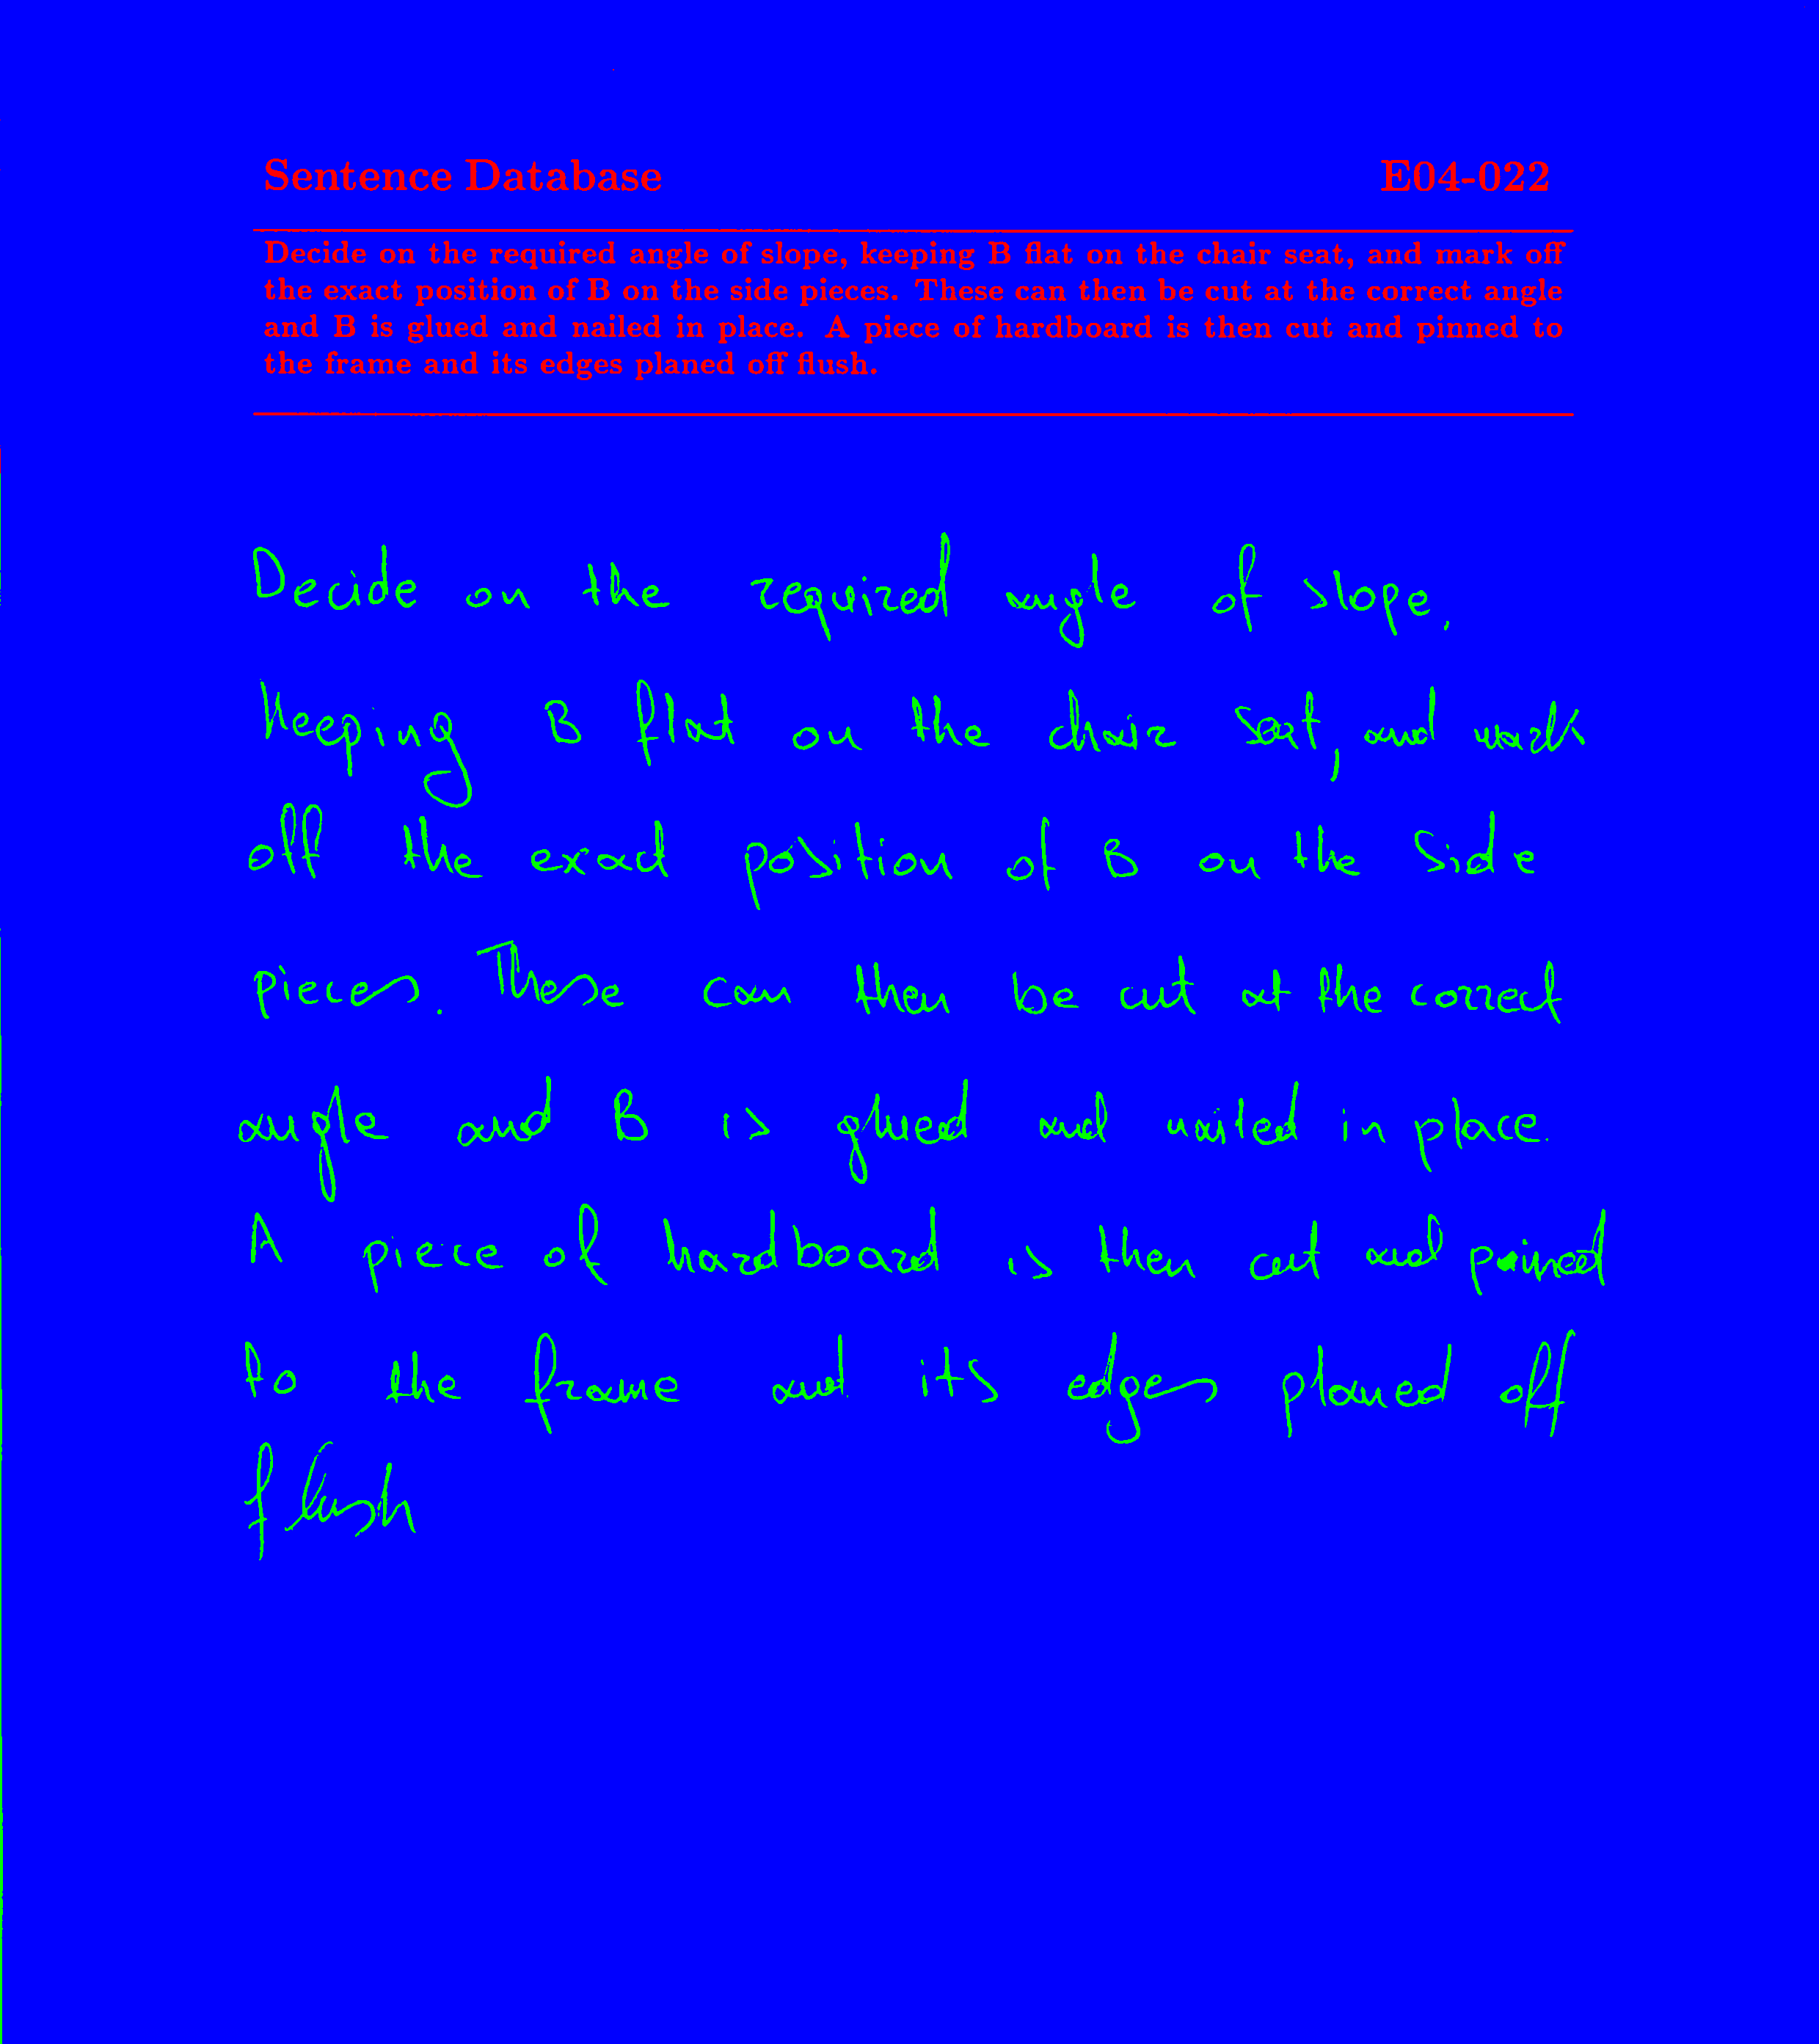 Sentence Database E04-022
Decide on the required angle of slope, keeping B flat on the chair seat, and mark off
the exact position of B on the side pieces. These can then be cut at the correct angle
and B is glued and nailed in place. A piece of hardboard is then cut and pinned to
the frame and its edges planed off flush.
Decide on the required angle of slope,
keeping B flat on the chair seat, and mark
off the exact position of B on the side
pieces. These can then be cut at the correct
angle and B is glued and nailed in place.
A piece of hardboard is then cut and pinned
to the frame and its edges planed off
flush